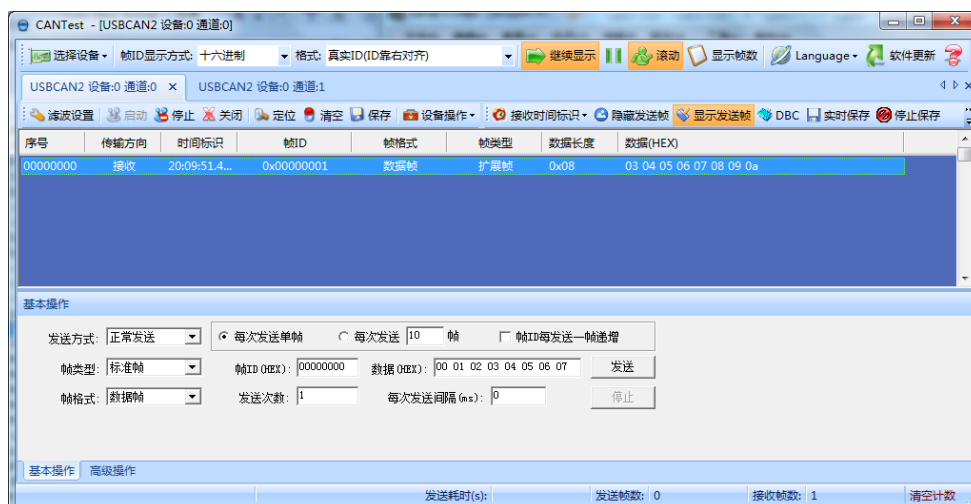 CANTest - [USBCAN2 设备:0 通道:0]
选择设备 帧ID显示方式: 十六进制 格式: 真实ID(ID靠右对齐) 继续显示 滚动 显示帧数 Language 软件更新
USBCAN2 设备:0 通道:0 × USBCAN2 设备:0 通道:1
滤波设置 启动 停止 关闭 定位 清空 保存 设备操作 接收时间标识 隐藏发送帧 显示发送帧 DBC 实时保存 停止保存
序号 传输方向 时间标识 帧ID 帧格式 帧类型 数据长度 数据(HEX)
00000000 接收 20:09:51.4... 0x00000001 数据帧 扩展帧 0x08 03 04 05 06 07 08 09 0a
基本操作
发送方式: 正常发送 每次发送单帧 每次发送 10 帧 帧ID每发送一帧递增
帧类型: 标准帧 帧ID(HEX): 00000000 数据(HEX): 00 01 02 03 04 05 06 07 发送
帧格式: 数据帧 发送次数: 1 每次发送间隔(ms): 0 停止
基本操作 高级操作
发送耗时(s): 发送帧数: 0 接收帧数: 1 清空计数